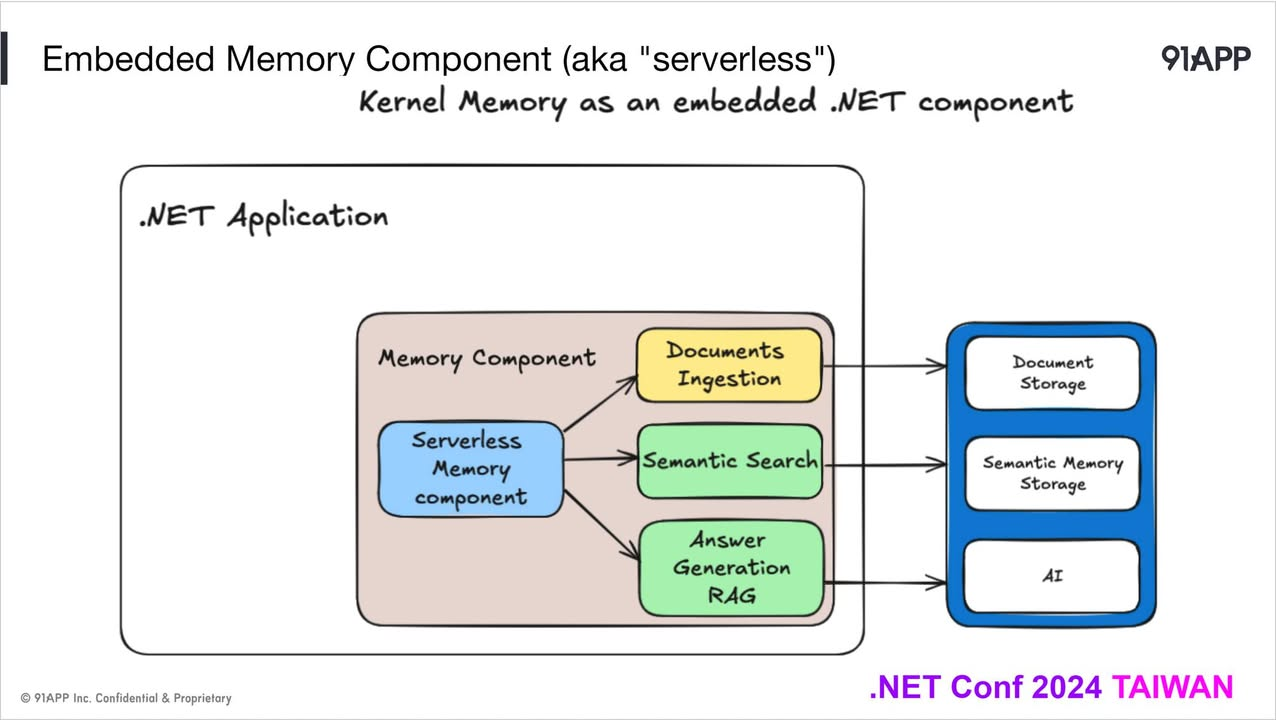 Embedded Memory Component (aka "serverless")
91APP
Kernel Memory as an embedded .NET component
.NET Application
Memory Component
Serverless
Memory
component
Documents
Ingestion
Semantic Search
Answer
Generation
RAG
Document
Storage
Semantic Memory
Storage
AI
© 91APP Inc. Confidential & Proprietary
.NET Conf 2024 TAIWAN